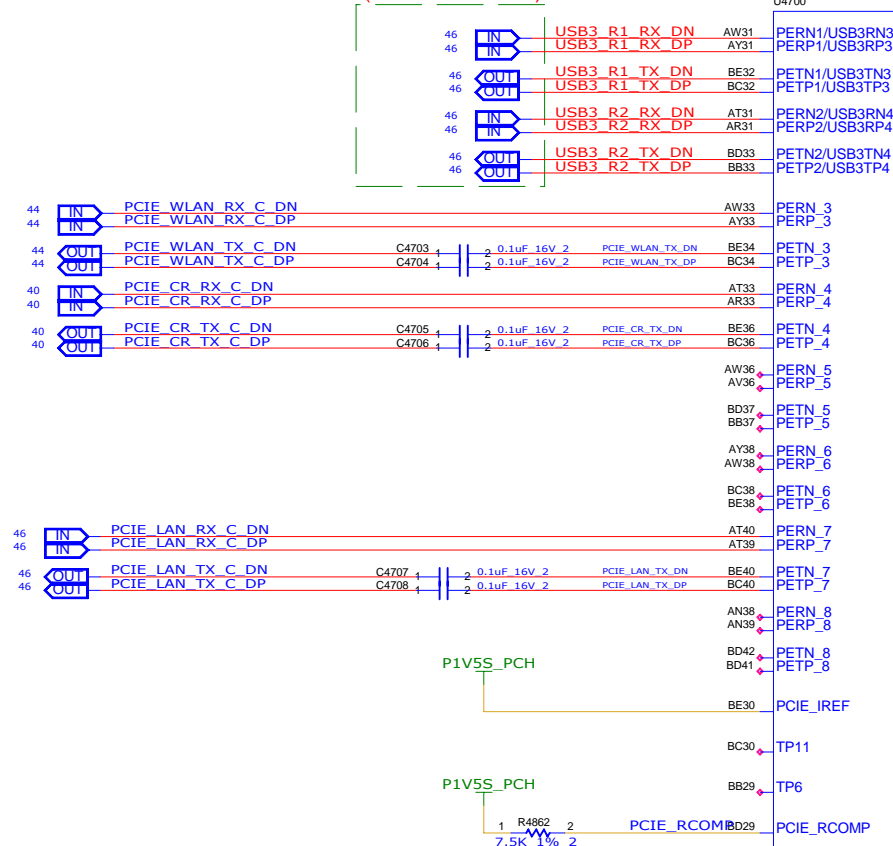 U4700
46 IN USB3_R1_RX_DN AW31 PERN1/USB3RN3
46 IN USB3_R1_RX_DP AY31 PERP1/USB3RP3
46 OUT USB3_R1_TX_DN BE32 PETN1/USB3TN3
46 OUT USB3_R1_TX_DP BC32 PETP1/USB3TP3
46 IN USB3_R2_RX_DN AT31 PERN2/USB3RN4
46 IN USB3_R2_RX_DP AR31 PERP2/USB3RP4
46 OUT USB3_R2_TX_DN BD33 PETN2/USB3TN4
46 OUT USB3_R2_TX_DP BB33 PETP2/USB3TP4
44 IN PCIE_WLAN_RX_C_DN AW33 PERN_3
44 IN PCIE_WLAN_RX_C_DP AY33 PERP_3
44 OUT PCIE_WLAN_TX_C_DN C4703 1 2 0.1uF_16V_2 PCIE_WLAN_TX_DN BE34 PETN_3
44 OUT PCIE_WLAN_TX_C_DP C4704 1 2 0.1uF_16V_2 PCIE_WLAN_TX_DP BC34 PETP_3
40 IN PCIE_CR_RX_C_DN AT33 PERN_4
40 IN PCIE_CR_RX_C_DP AR33 PERP_4
40 OUT PCIE_CR_TX_C_DN C4705 1 2 0.1uF_16V_2 PCIE_CR_TX_DN BE36 PETN_4
40 OUT PCIE_CR_TX_C_DP C4706 1 2 0.1uF_16V_2 PCIE_CR_TX_DP BC36 PETP_4
AW36 PERN_5
AV36 PERP_5
BD37 PETN_5
BB37 PETP_5
AY38 PERN_6
AW38 PERP_6
BC38 PETN_6
BE38 PETP_6
46 IN PCIE_LAN_RX_C_DN AT40 PERN_7
46 IN PCIE_LAN_RX_C_DP AT39 PERP_7
46 OUT PCIE_LAN_TX_C_DN C4707 1 2 0.1uF_16V_2 PCIE_LAN_TX_DN BE40 PETN_7
46 OUT PCIE_LAN_TX_C_DP C4708 1 2 0.1uF_16V_2 PCIE_LAN_TX_DP BC40 PETP_7
AN38 PERN_8
AN39 PERP_8
BD42 PETN_8
BD41 PETP_8
P1V5S_PCH
BE30 PCIE_IREF
BC30 TP11
P1V5S_PCH
BB29 TP6
1 R4862 2 PCIE_RCOMP BD29 PCIE_RCOMP
7.5K 1% 2